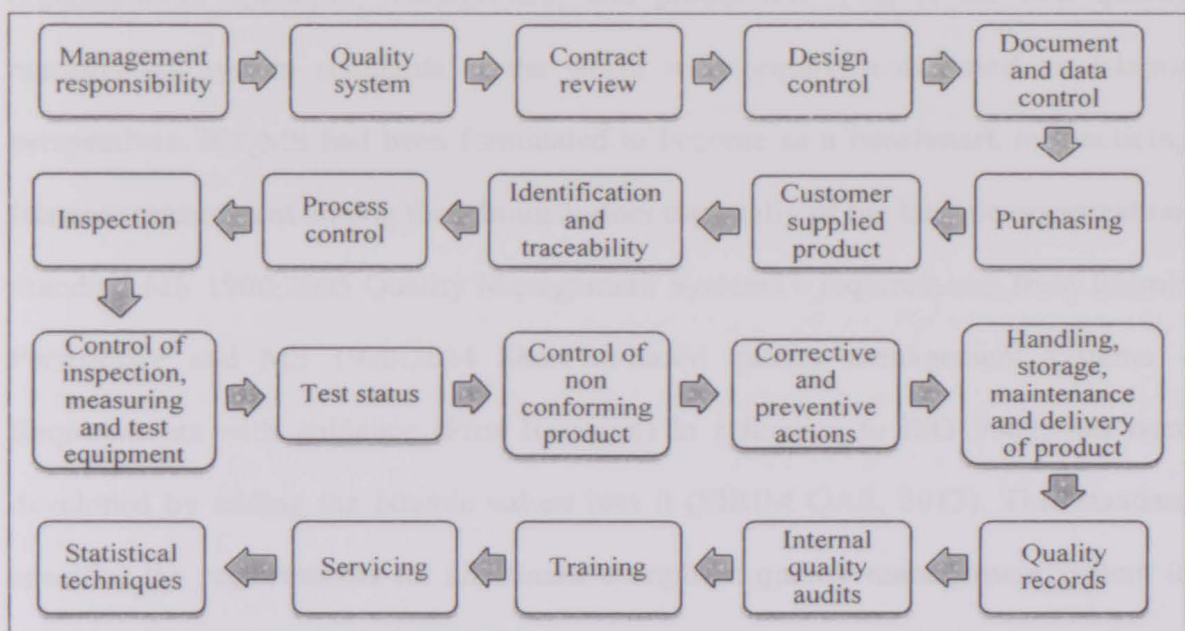 Management
responsibility
Quality
system
Contract
review
Design
control
Document
and data
control
Purchasing
Customer
supplied
product
Identification
and
traceability
Process
control
Inspection
Control of
inspection,
measuring
and test
equipment
Test status
Control of
non
conforming
product
Corrective
and
preventive
actions
Handling,
storage,
maintenance
and delivery
of product
Quality
records
Internal
quality
audits
Training
Servicing
Statistical
techniques